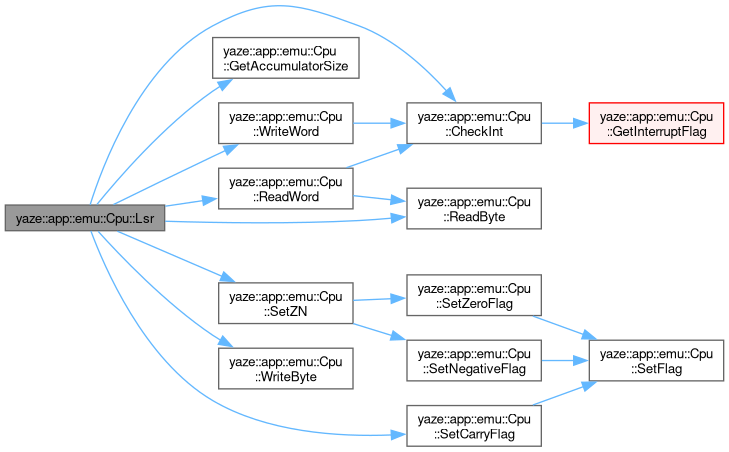 yaze::app::emu::Cpu::Lsr
yaze::app::emu::Cpu
::GetAccumulatorSize
yaze::app::emu::Cpu
::WriteWord
yaze::app::emu::Cpu
::ReadWord
yaze::app::emu::Cpu
::SetZN
yaze::app::emu::Cpu
::WriteByte
yaze::app::emu::Cpu
::CheckInt
yaze::app::emu::Cpu
::ReadByte
yaze::app::emu::Cpu
::SetZeroFlag
yaze::app::emu::Cpu
::SetNegativeFlag
yaze::app::emu::Cpu
::SetCarryFlag
yaze::app::emu::Cpu
::GetInterruptFlag
yaze::app::emu::Cpu
::SetFlag